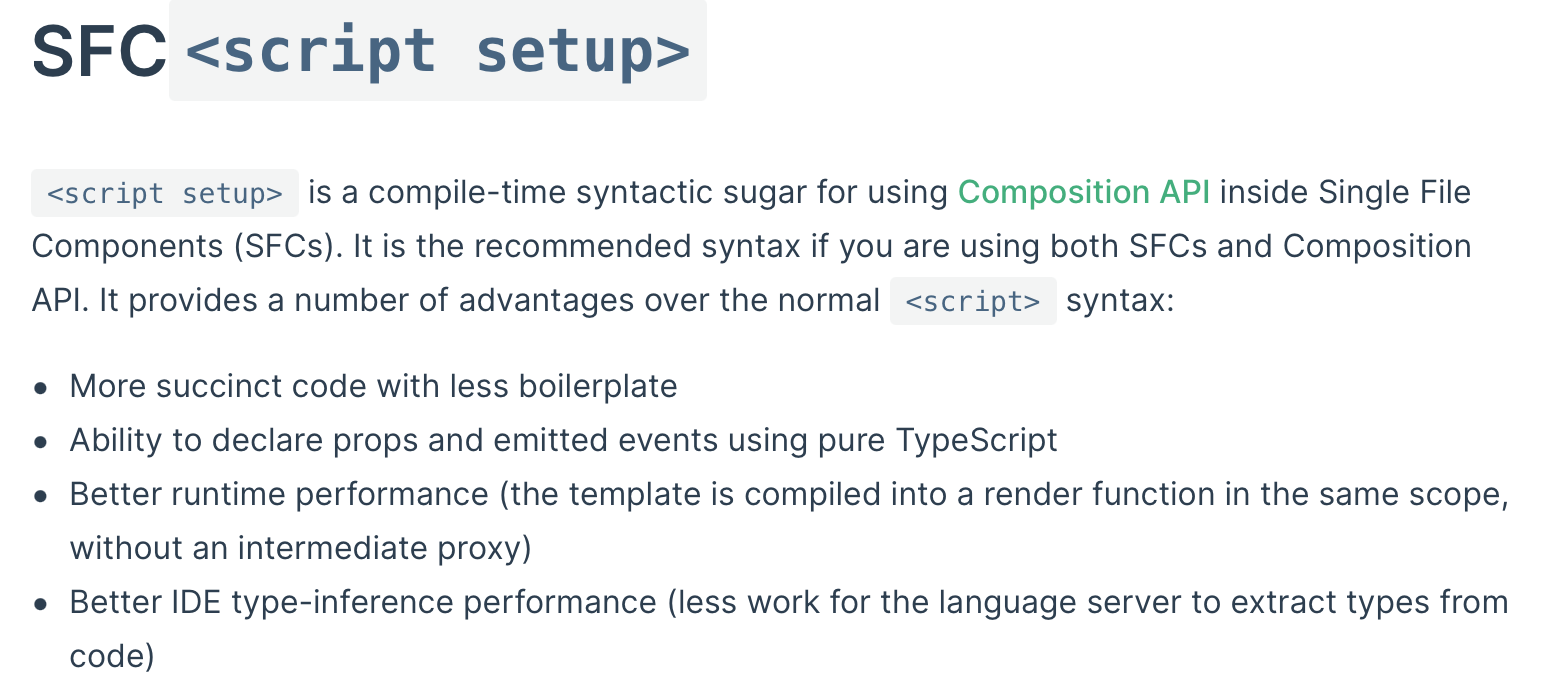 SFC <script setup>
<script setup> is a compile-time syntactic sugar for using Composition API inside Single File
Components (SFCs). It is the recommended syntax if you are using both SFCs and Composition
API. It provides a number of advantages over the normal <script> syntax:
• More succinct code with less boilerplate
• Ability to declare props and emitted events using pure TypeScript
• Better runtime performance (the template is compiled into a render function in the same scope,
without an intermediate proxy)
• Better IDE type-inference performance (less work for the language server to extract types from
code)